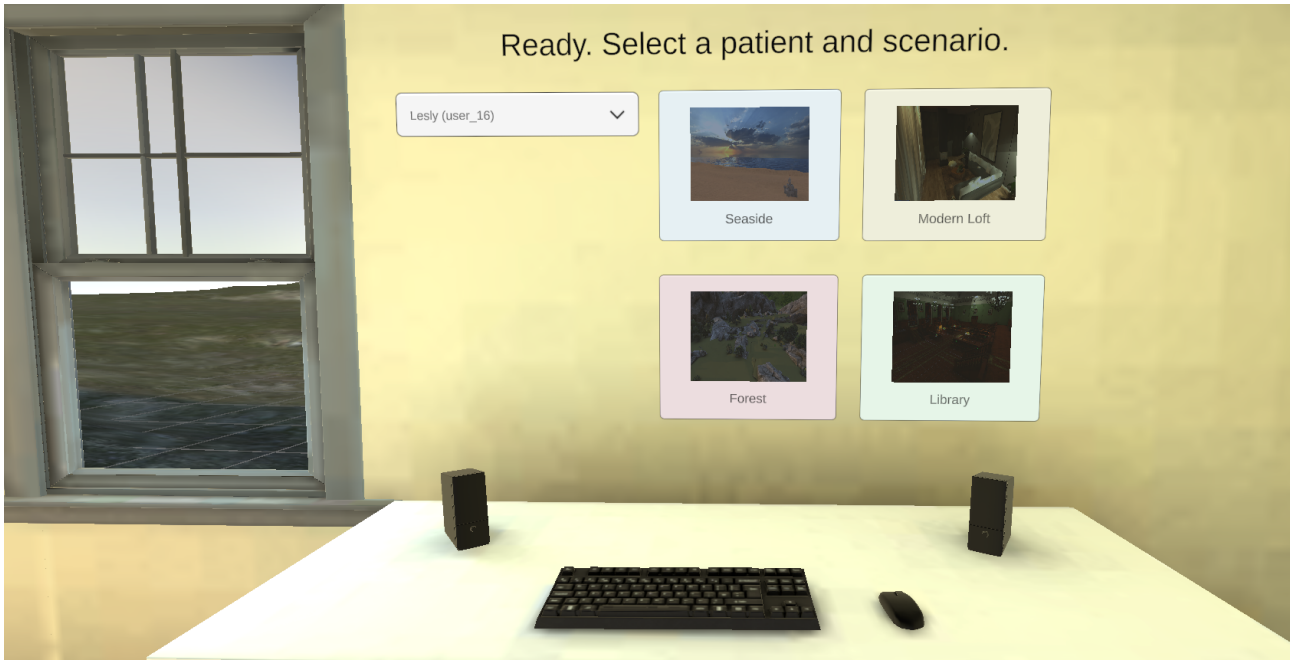 Ready. Select a patient and scenario.
Lesly (user_16)
Seaside
Modern Loft
Forest
Library